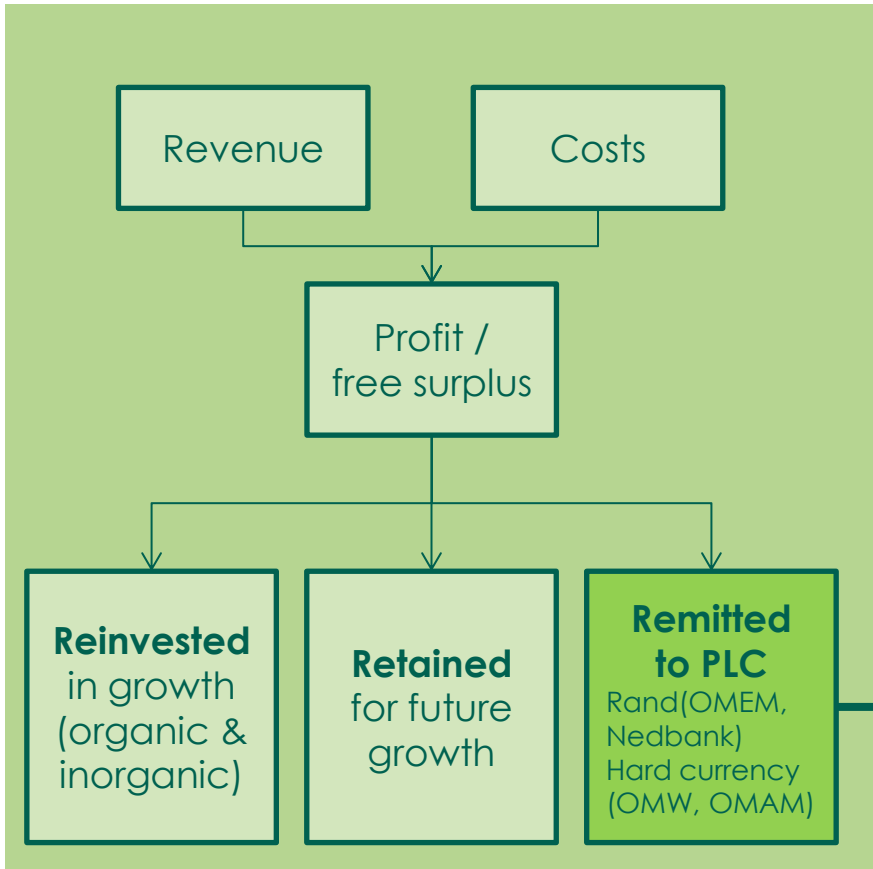 Revenue
Costs
Profit /
free surplus
Reinvested
in growth
(organic &
inorganic)
Retained
for future
growth
Remitted
to PLC
Rand(OMEM,
Nedbank)
Hard currency
(OMW, OMAM)